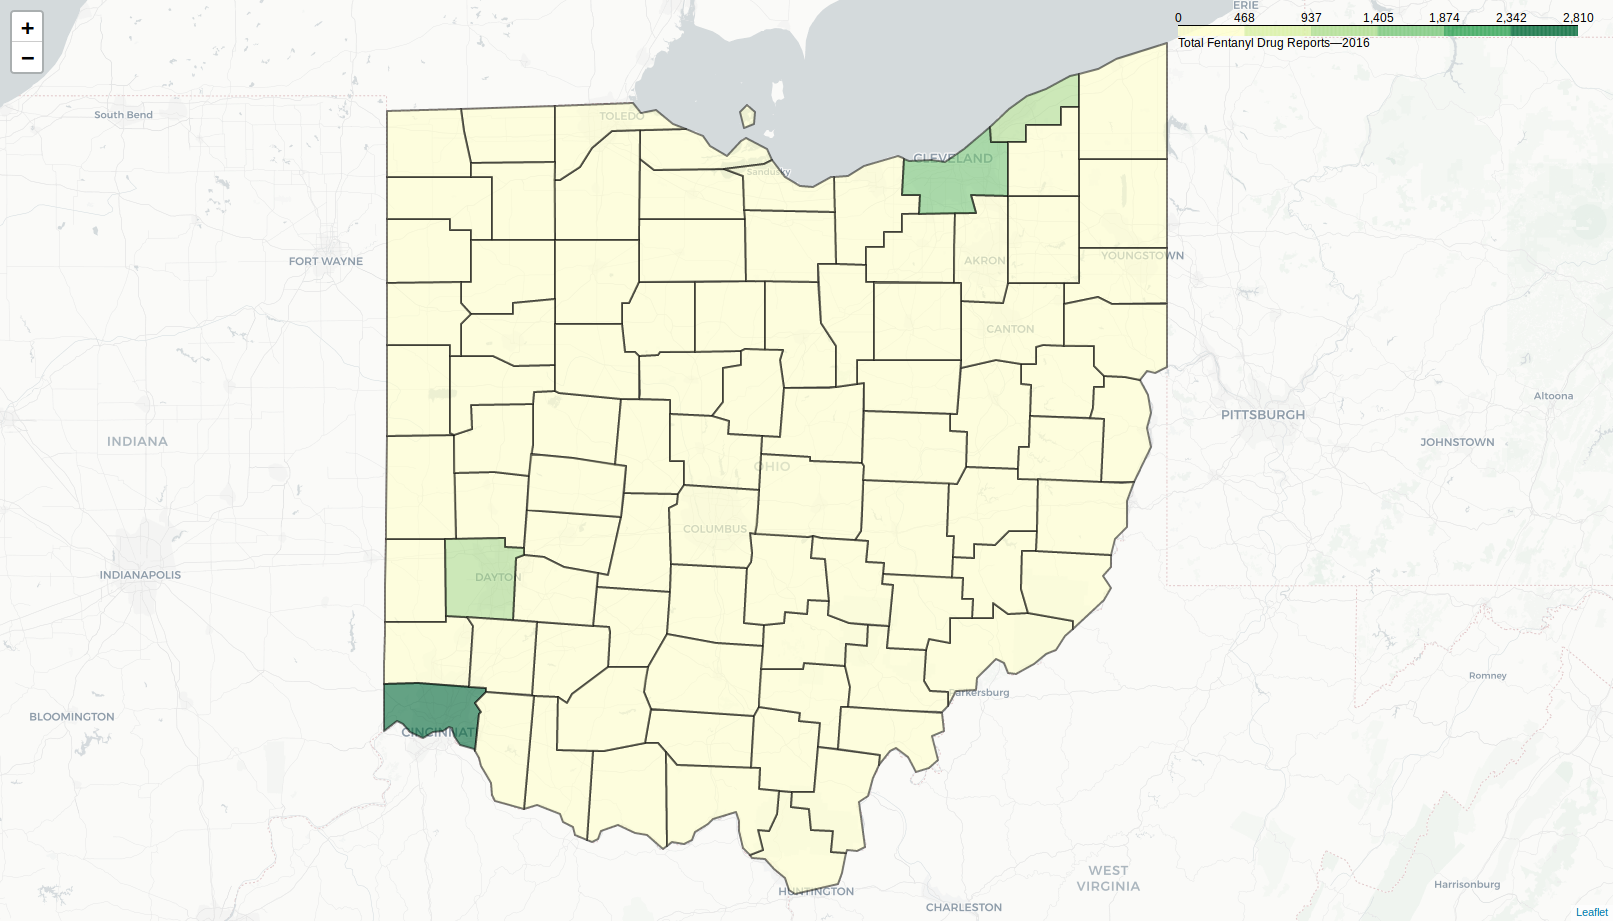 +
−
ERIE
0 468 937 1,405 1,874 2,342 2,810
Total Fentanyl Drug Reports—2016
South Bend
TOLEDO
CLEVELAND
Sandusky
FORT WAYNE
AKRON
YOUNGSTOWN
CANTON
Altoona
PITTSBURGH
INDIANA
JOHNSTOWN
OHIO
COLUMBUS
INDIANAPOLIS
DAYTON
Romney
arkersburg
BLOOMINGTON
CINCINNAT
WEST
VIRGINIA
Harrisonburg
HUNTINGTON
CHARLESTON
Leaflet